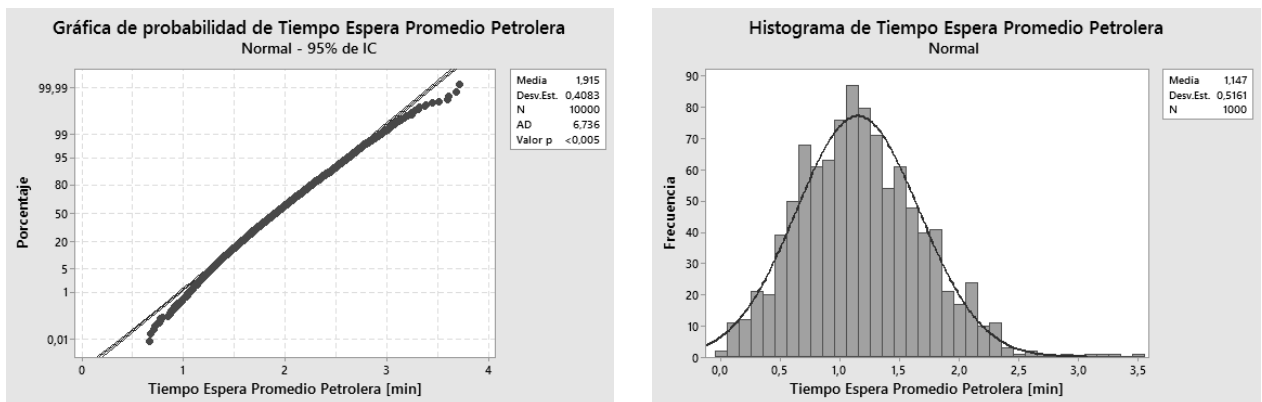 Gráfica de probabilidad de Tiempo Espera Promedio Petrolera
Normal - 95% de IC
Media 1,915
Desv.Est. 0,4083
N 10000
AD 6,736
Valor p <0,005
Porcentaje
99,99
99
95
80
50
20
5
1
0,01
0 1 2 3 4
Tiempo Espera Promedio Petrolera [min]
Histograma de Tiempo Espera Promedio Petrolera
Normal
Media 1,147
Desv.Est. 0,5161
N 1000
Frecuencia
90
80
70
60
50
40
30
20
10
0
0,0 0,5 1,0 1,5 2,0 2,5 3,0 3,5
Tiempo Espera Promedio Petrolera [min]